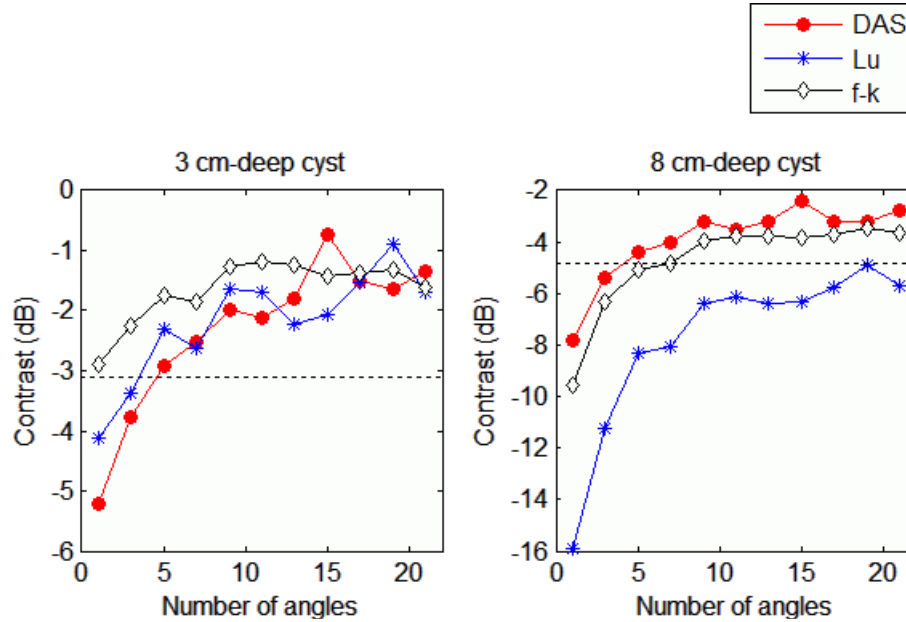 DAS
Lu
f-k
3 cm-deep cyst
0
-1
-2
-3
-4
-5
-6
Contrast (dB)
0 5 10 15 20
Number of angles
8 cm-deep cyst
-2
-4
-6
-8
-10
-12
-14
-16
Contrast (dB)
0 5 10 15 20
Number of angles